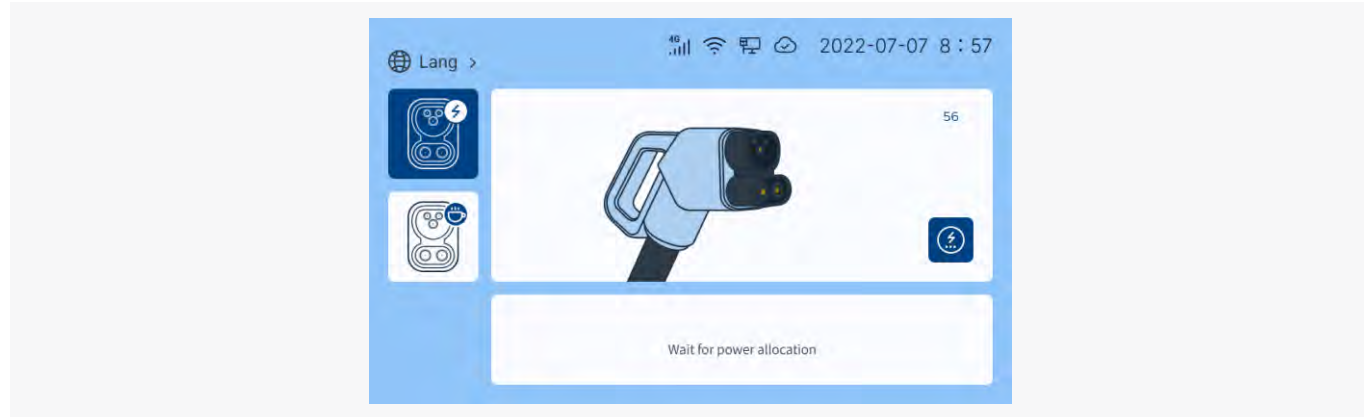 4G
2022-07-07 8：57
Lang >
56
Wait for power allocation